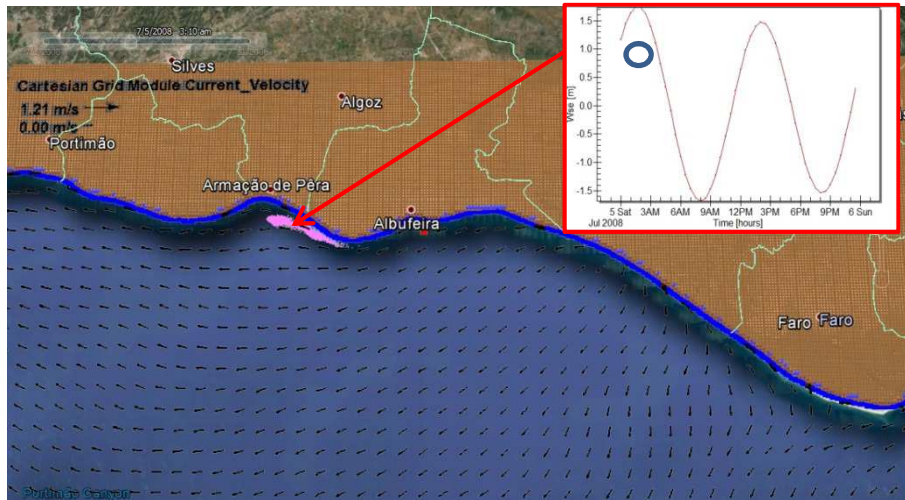 7/5/2008 3:10 am
Silves
Cartesian Grid Module Current_Velocity
1.21 m/s
0.00 m/s
Portimão
Algoz
Armação de Pêra
Albufeira
Faro Faro
Portimão Canyon
Wse [m]
1.5
1.0
0.5
0.0
-0.5
-1.0
-1.5
5 Sat 3AM 6AM 9AM 12PM 3PM 6PM 9PM 6 Sun
Jul 2008 Time [hours]